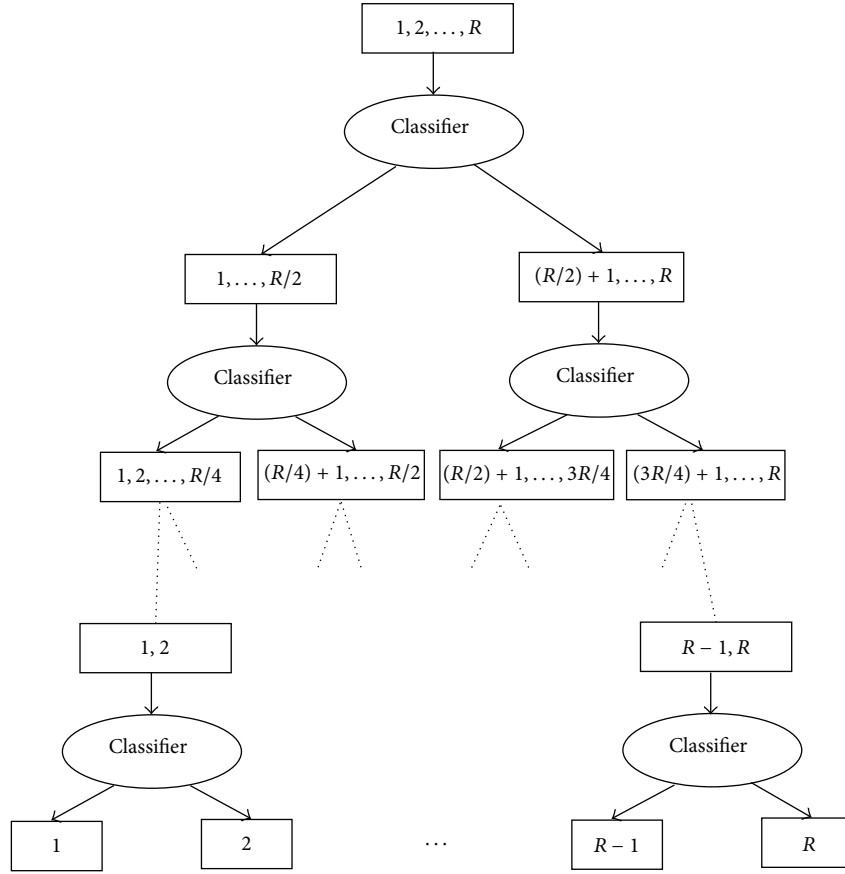 1, 2, . . . , R
Classifier
1, . . . , R/2
(R/2) + 1, . . . , R
Classifier
Classifier
1, 2, . . . , R/4
(R/4) + 1, . . . , R/2
(R/2) + 1, . . . , 3R/4
(3R/4) + 1, . . . , R
1, 2
R − 1, R
Classifier
Classifier
1
2
. . .
R − 1
R